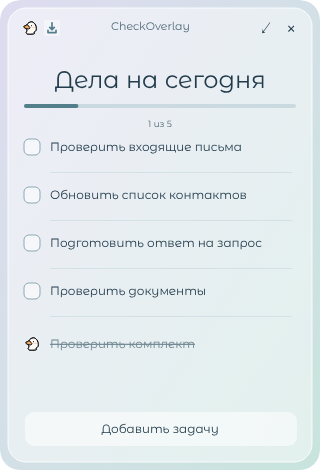 CheckOverlay
Дела на сегодня
1 из 5
Проверить входящие письма
Обновить список контактов
Подготовить ответ на запрос
Проверить документы
Проверить комплект
Добавить задачу